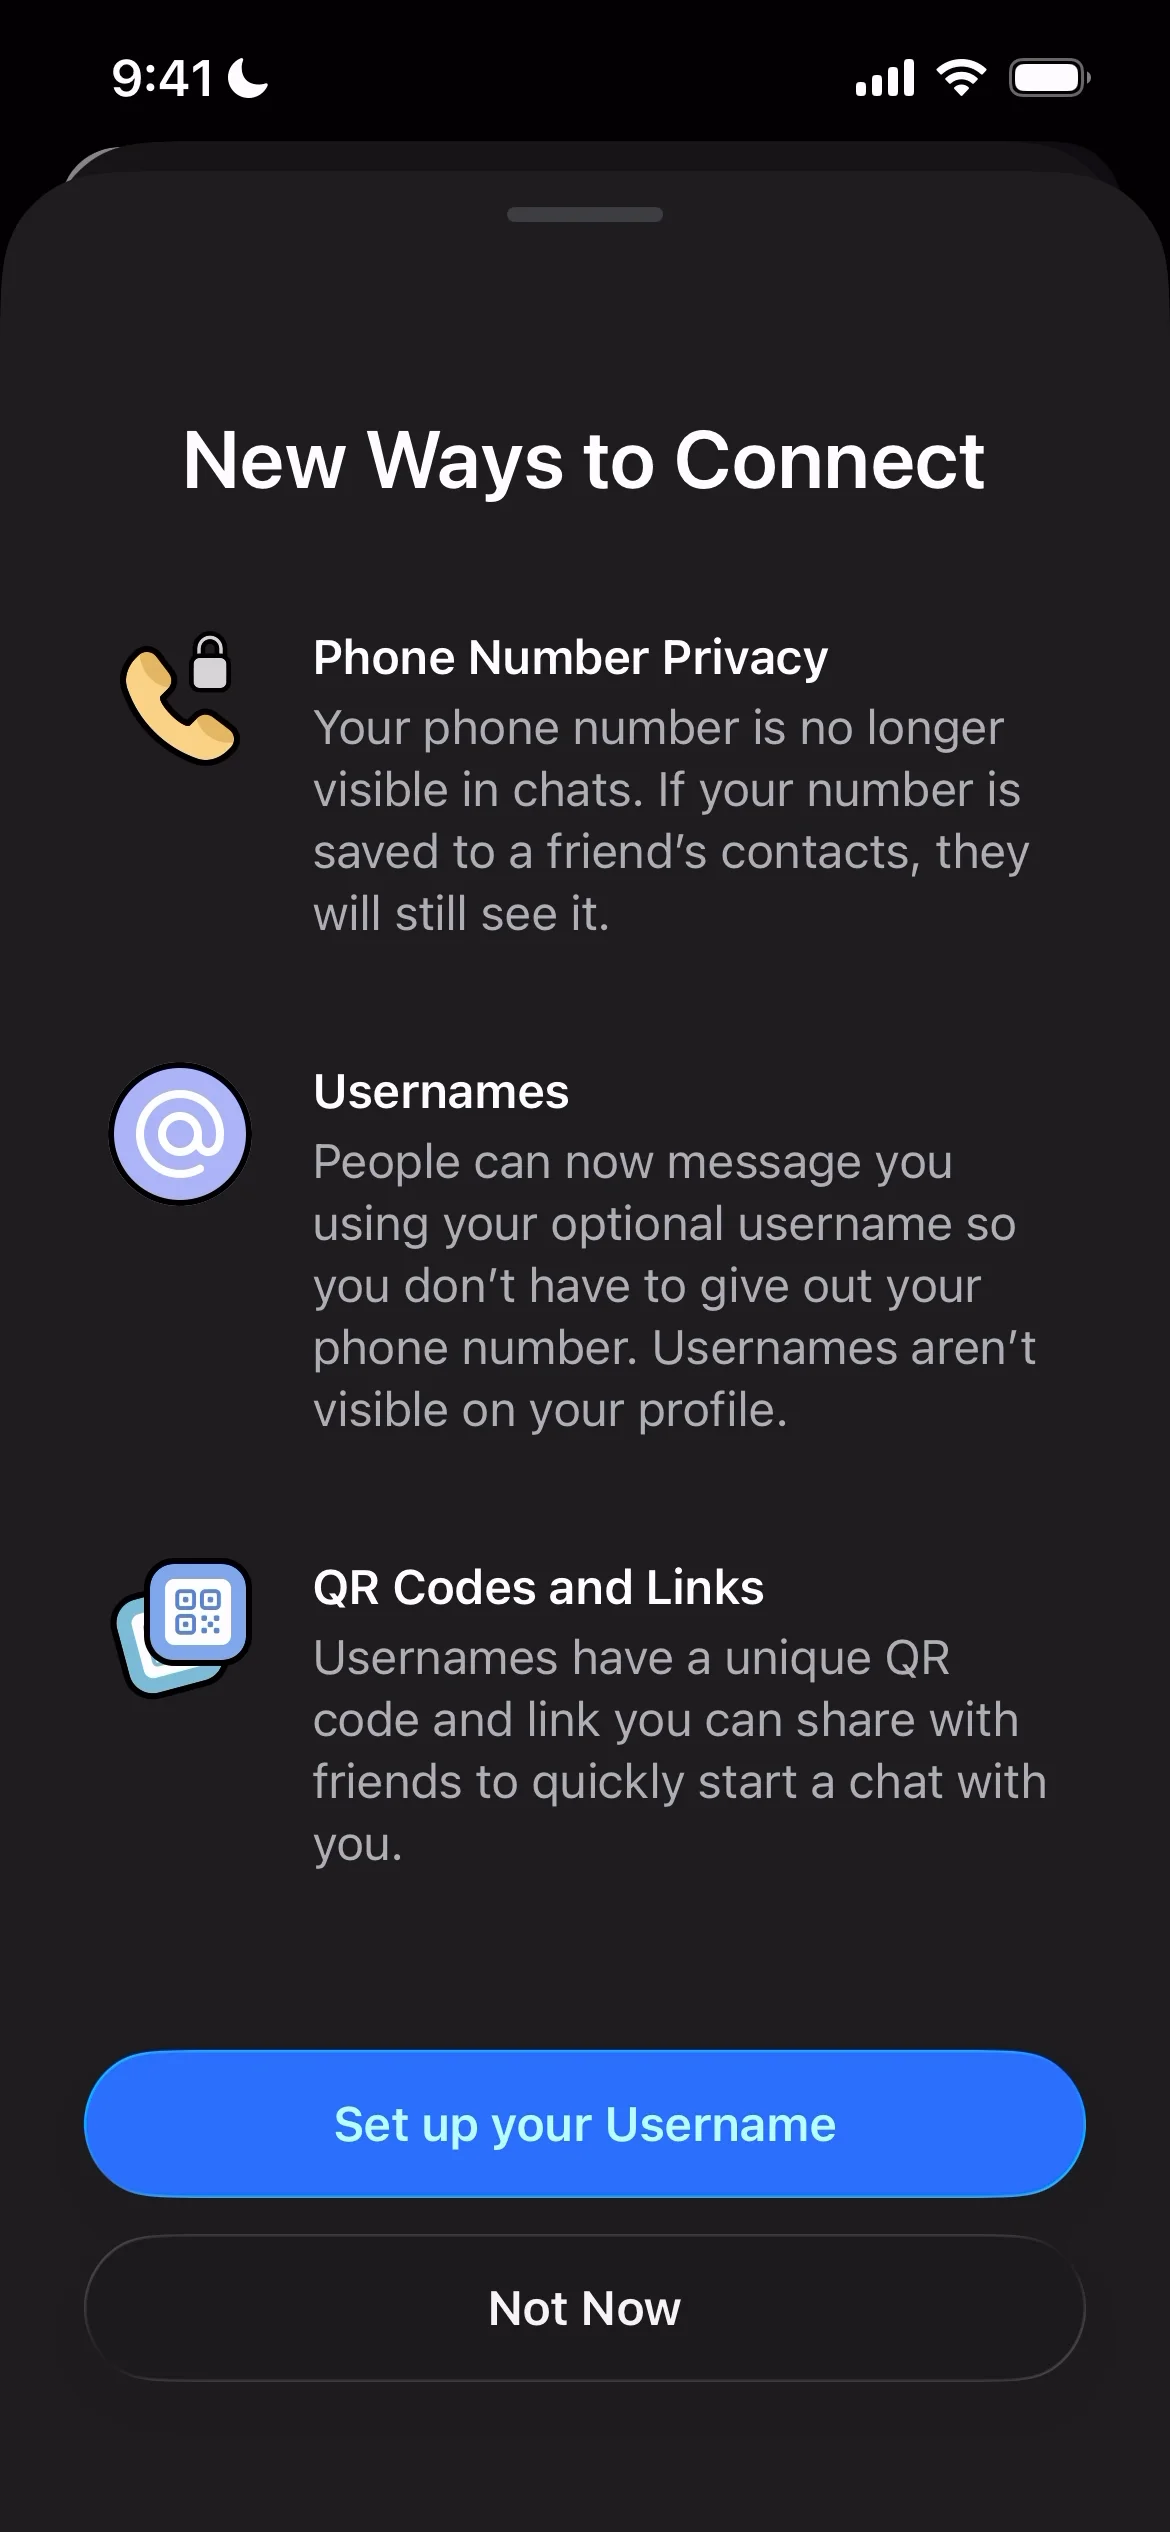 9:41
New Ways to Connect
Phone Number Privacy
Your phone number is no longer
visible in chats. If your number is
saved to a friend’s contacts, they
will still see it.
Usernames
People can now message you
using your optional username so
you don’t have to give out your
phone number. Usernames aren’t
visible on your profile.
QR Codes and Links
Usernames have a unique QR
code and link you can share with
friends to quickly start a chat with
you.
Set up your Username
Not Now